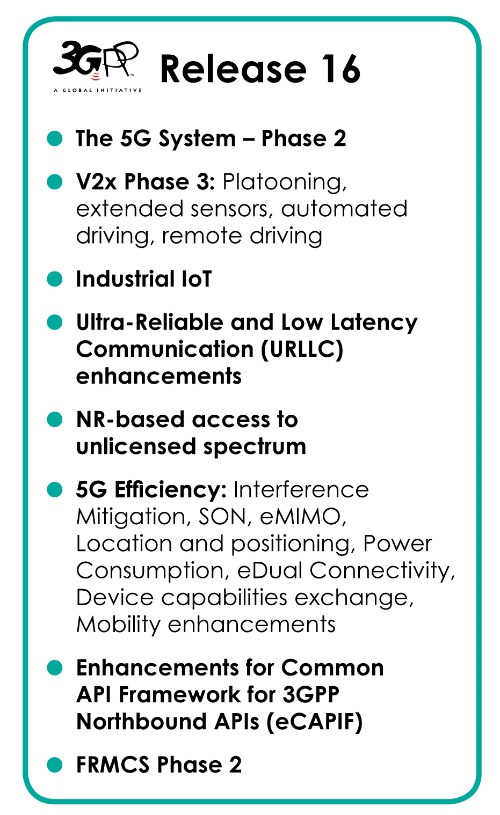 3GPP
A GLOBAL INITIATIVE
Release 16
The 5G System – Phase 2
V2x Phase 3: Platooning,
extended sensors, automated
driving, remote driving
Industrial IoT
Ultra-Reliable and Low Latency
Communication (URLLC)
enhancements
NR-based access to
unlicensed spectrum
5G Efficiency: Interference
Mitigation, SON, eMIMO,
Location and positioning, Power
Consumption, eDual Connectivity,
Device capabilities exchange,
Mobility enhancements
Enhancements for Common
API Framework for 3GPP
Northbound APIs (eCAPIF)
FRMCS Phase 2